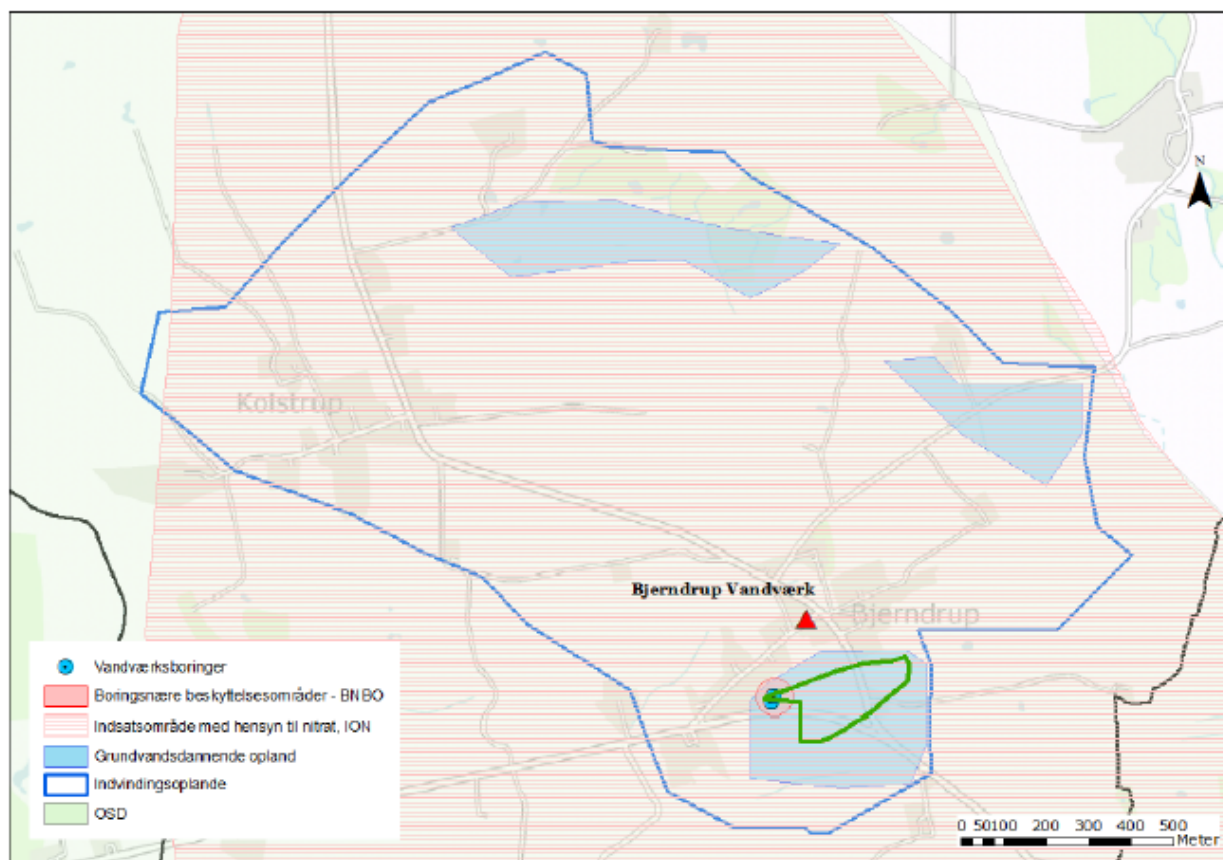 N
Kolstrup
Bjerndrup Vandværk
Bjerndrup
Vandværksboringer
Boringsnære beskyttelsesområder - BNBO
Indsatsområde med hensyn til nitrat, ION
Grundvandsdannende opland
Indvindingsoplande
OSD
0 50100 200 300 400 500
Meter